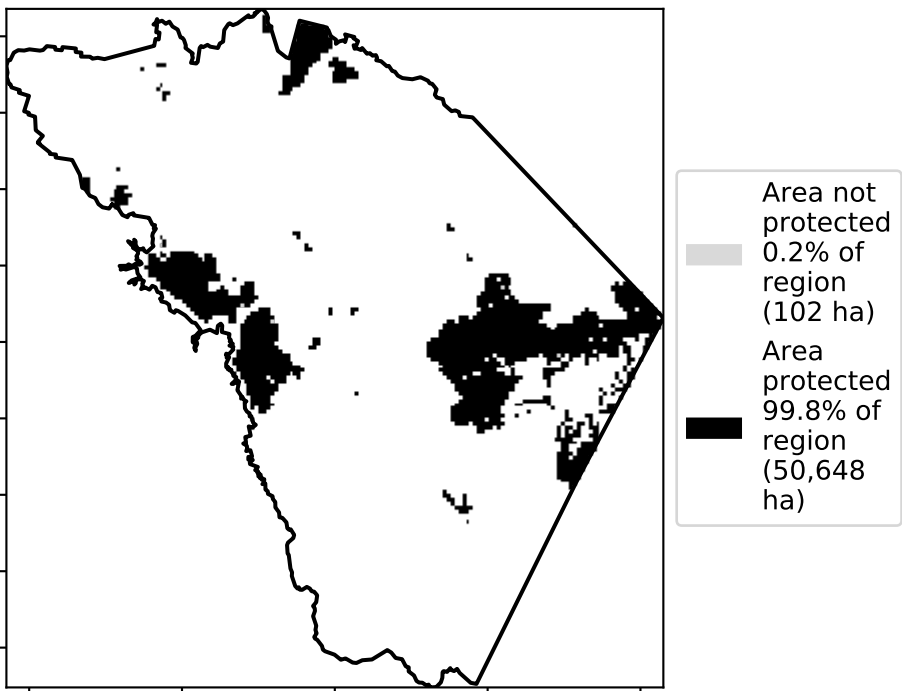 Area not
protected
0.2% of
region
(102 ha)
Area
protected
99.8% of
region
(50,648
ha)